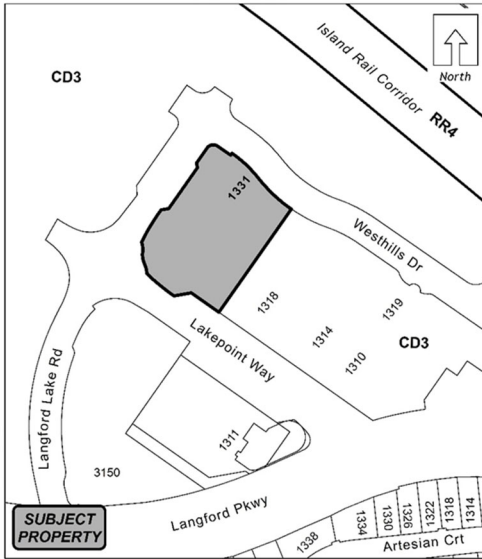 CD3
Island Rail Corridor RR4
North
1331
Westhills Dr
1318
1314
1310
1319
CD3
Lakepoint Way
Langford Lake Rd
1311
3150
Langford Pkwy
1338
1334
1330
1326
1322
1318
1314
Artesian Crt
SUBJECT
PROPERTY